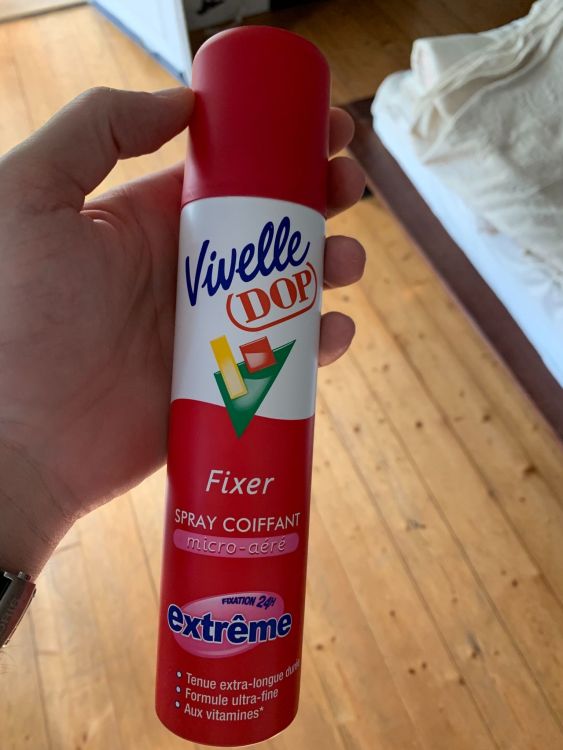 Vivelle
DOP
Fixer
SPRAY COIFFANT
micro-aéré
FIXATION 24H
extrême
• Tenue extra-longue durée
• Formule ultra-fine
• Aux vitamines*